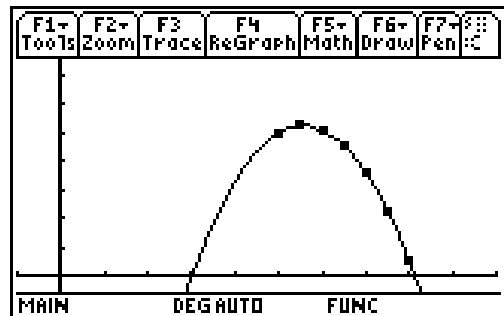 F1▾ F2▾ F3 F4 F5▾ F6▾ F7▾
Tools Zoom Trace ReGraph Math Draw Pen :C
MAIN DEG AUTO FUNC